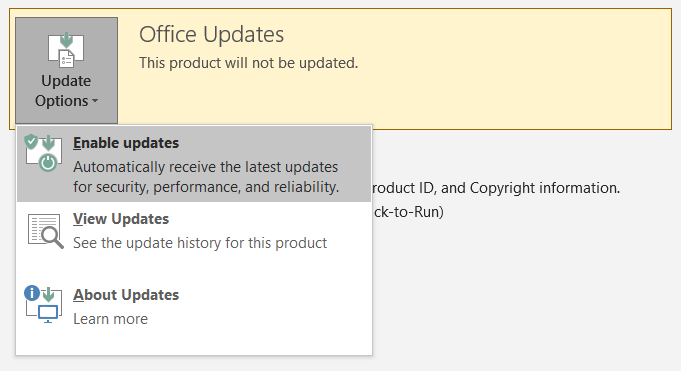 Office Updates
This product will not be updated.
Update
Options
Enable updates
Automatically receive the latest updates
for security, performance, and reliability.
roduct ID, and Copyright information.
View Updates
ck-to-Run)
See the update history for this product
About Updates
Learn more